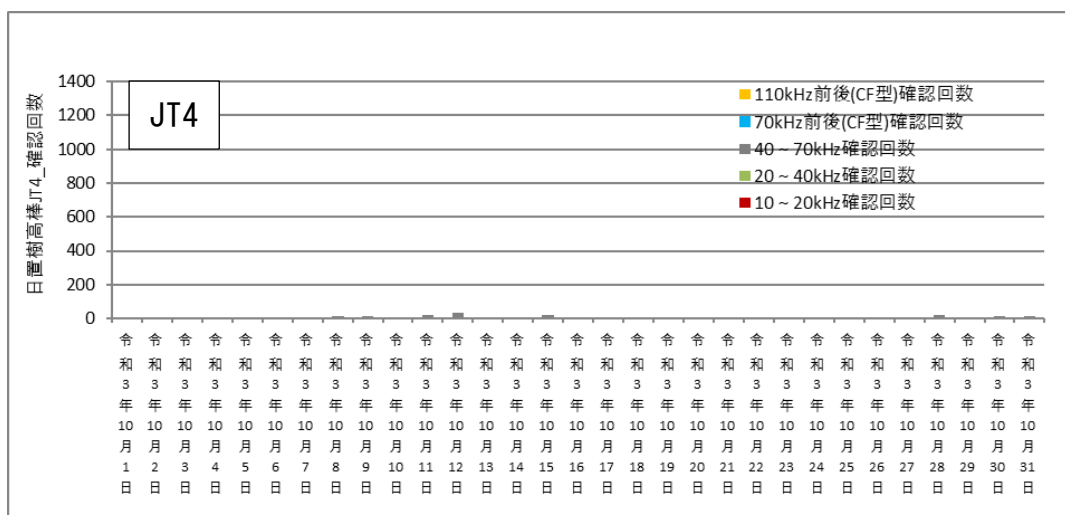 JT4
日置樹高棒JT4_確認回数
1400
1200
1000
800
600
400
200
0
110kHz前後(CF型)確認回数
70kHz前後(CF型)確認回数
40～70kHz確認回数
20～40kHz確認回数
10～20kHz確認回数
令和3年10月1日
令和3年10月2日
令和3年10月3日
令和3年10月4日
令和3年10月5日
令和3年10月6日
令和3年10月7日
令和3年10月8日
令和3年10月9日
令和3年10月10日
令和3年10月11日
令和3年10月12日
令和3年10月13日
令和3年10月14日
令和3年10月15日
令和3年10月16日
令和3年10月17日
令和3年10月18日
令和3年10月19日
令和3年10月20日
令和3年10月21日
令和3年10月22日
令和3年10月23日
令和3年10月24日
令和3年10月25日
令和3年10月26日
令和3年10月27日
令和3年10月28日
令和3年10月29日
令和3年10月30日
令和3年10月31日